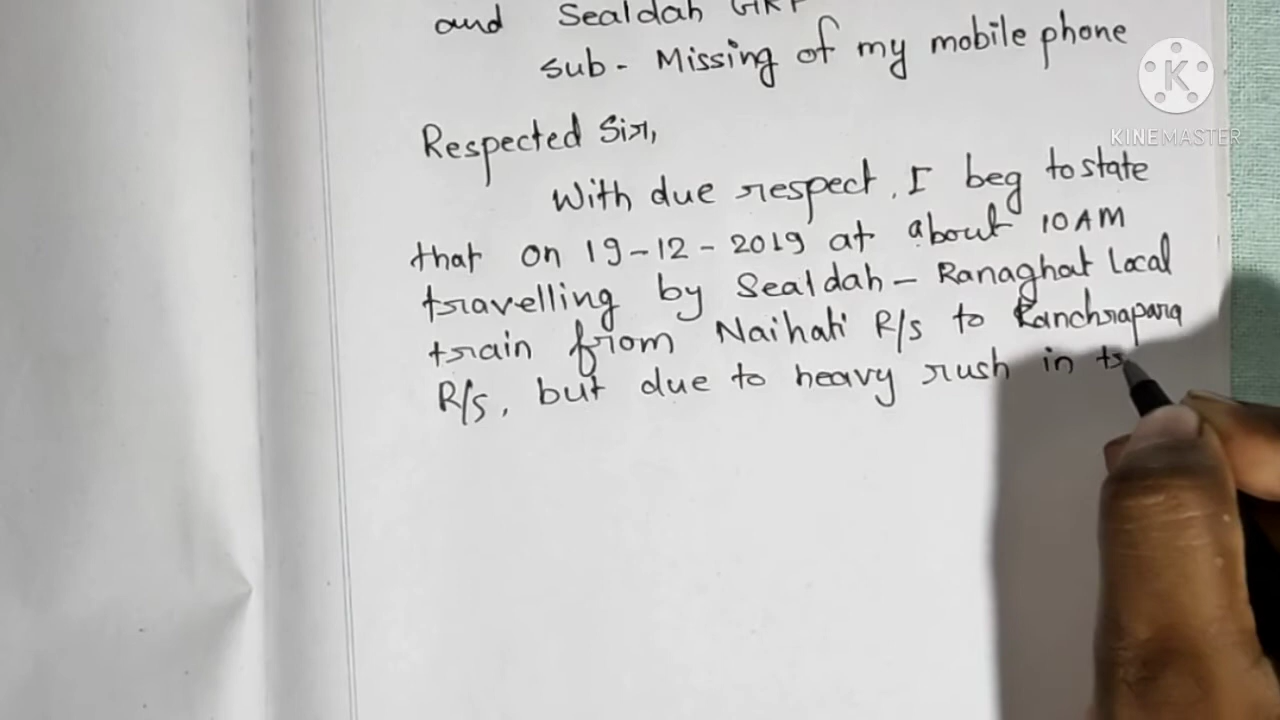 and Sealdah GRP
sub - Missing of my mobile phone
Respected Sir,
With due respect, I beg to state
that on 19-12-2019 at about 10 AM
travelling by Sealdah - Ranaghat Local
train from Naihati R/s to Kanchrapara
R/s, but due to heavy rush in
K
KINEMASTER